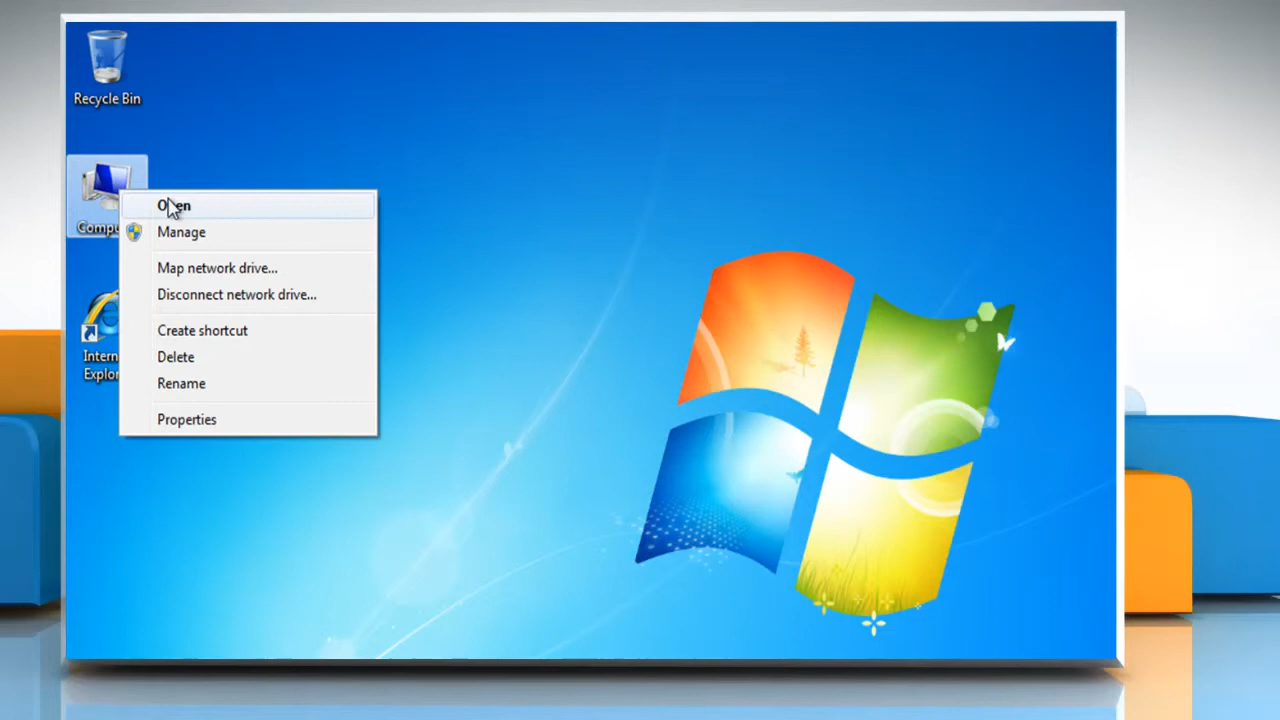 Recycle Bin
Open
Manage
Map network drive...
Disconnect network drive...
Create shortcut
Delete
Rename
Properties